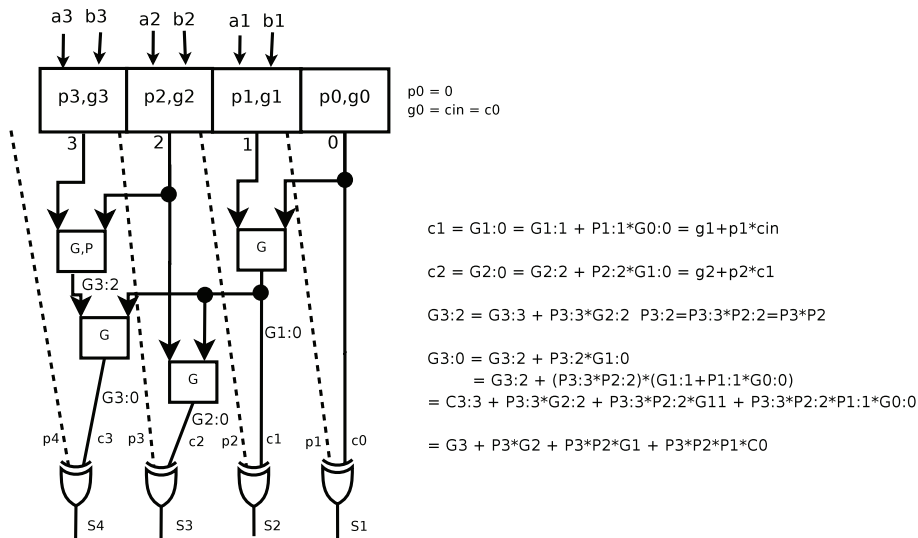 a3 b3 a2 b2 a1 b1
p3,g3 p2,g2 p1,g1 p0,g0
p0 = 0
g0 = cin = c0
3 2 1 0
G,P G
G3:2
G
G1:0
G
G3:0
G2:0
p4 c3 p3 c2 p2 c1 p1 c0
S4 S3 S2 S1
c1 = G1:0 = G1:1 + P1:1*G0:0 = g1+p1*cin
c2 = G2:0 = G2:2 + P2:2*G1:0 = g2+p2*c1
G3:2 = G3:3 + P3:3*G2:2 P3:2=P3:3*P2:2=P3*P2
G3:0 = G3:2 + P3:2*G1:0
= G3:2 + (P3:3*P2:2)*(G1:1+P1:1*G0:0)
= C3:3 + P3:3*G2:2 + P3:3*P2:2*G11 + P3:3*P2:2*P1:1*G0:0
= G3 + P3*G2 + P3*P2*G1 + P3*P2*P1*C0